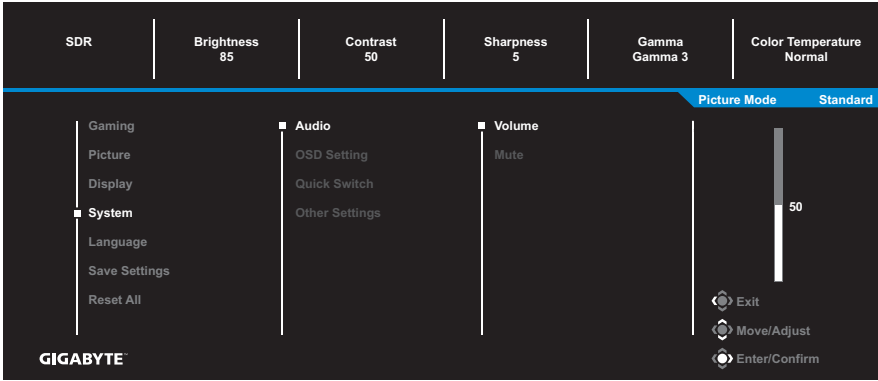 SDR
Brightness
85
Contrast
50
Sharpness
5
Gamma
Gamma 3
Color Temperature
Normal
Picture Mode Standard
Gaming
Picture
Display
System
Language
Save Settings
Reset All
Audio
OSD Setting
Quick Switch
Other Settings
Volume
Mute
50
Exit
Move/Adjust
Enter/Confirm
GIGABYTE™